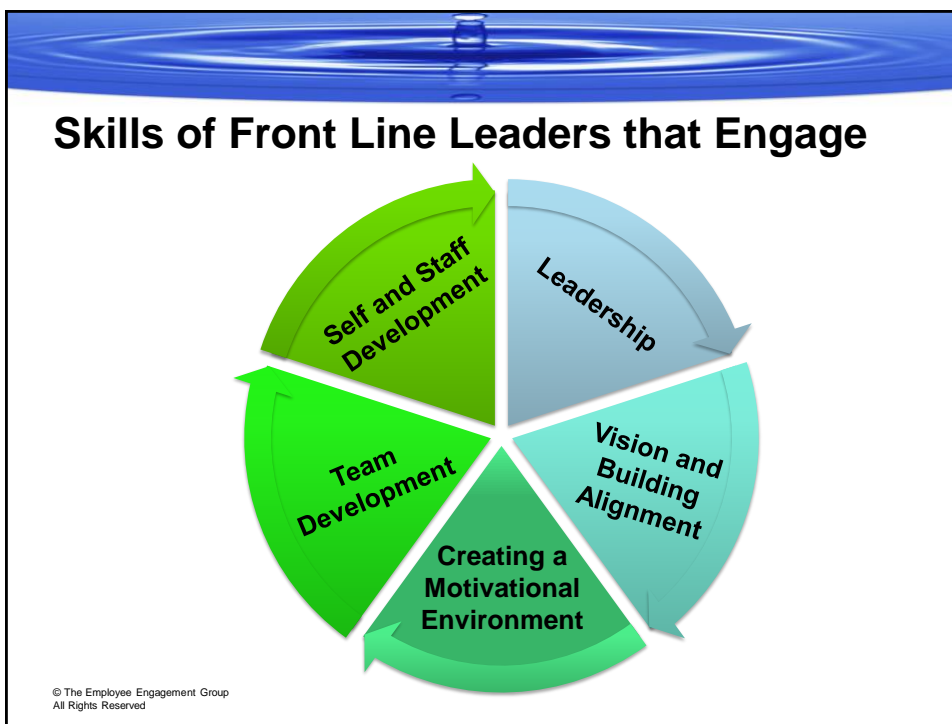 Skills of Front Line Leaders that Engage
Leadership
Vision and
Building
Alignment
Creating a
Motivational
Environment
Team
Development
Self and Staff
Development
© The Employee Engagement Group
All Rights Reserved